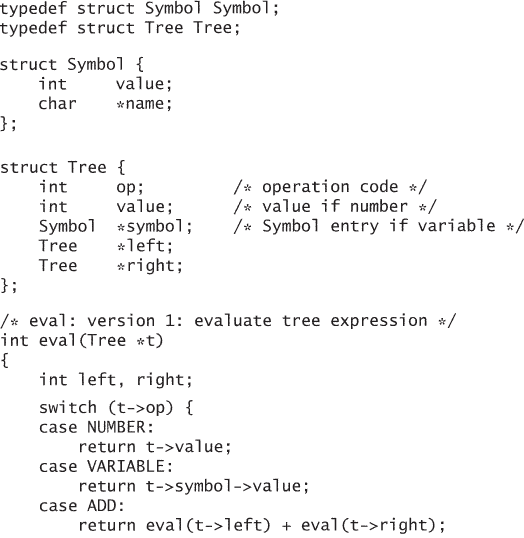 typedef struct Symbol Symbol;
typedef struct Tree Tree;
struct Symbol {
    int     value;
    char    *name;
};
struct Tree {
    int     op;         /* operation code */
    int     value;      /* value if number */
    Symbol  *symbol;    /* Symbol entry if variable */
    Tree    *left;
    Tree    *right;
};
/* eval: version 1: evaluate tree expression */
int eval(Tree *t)
{
    int left, right;
    switch (t->op) {
    case NUMBER:
        return t->value;
    case VARIABLE:
        return t->symbol->value;
    case ADD:
        return eval(t->left) + eval(t->right);